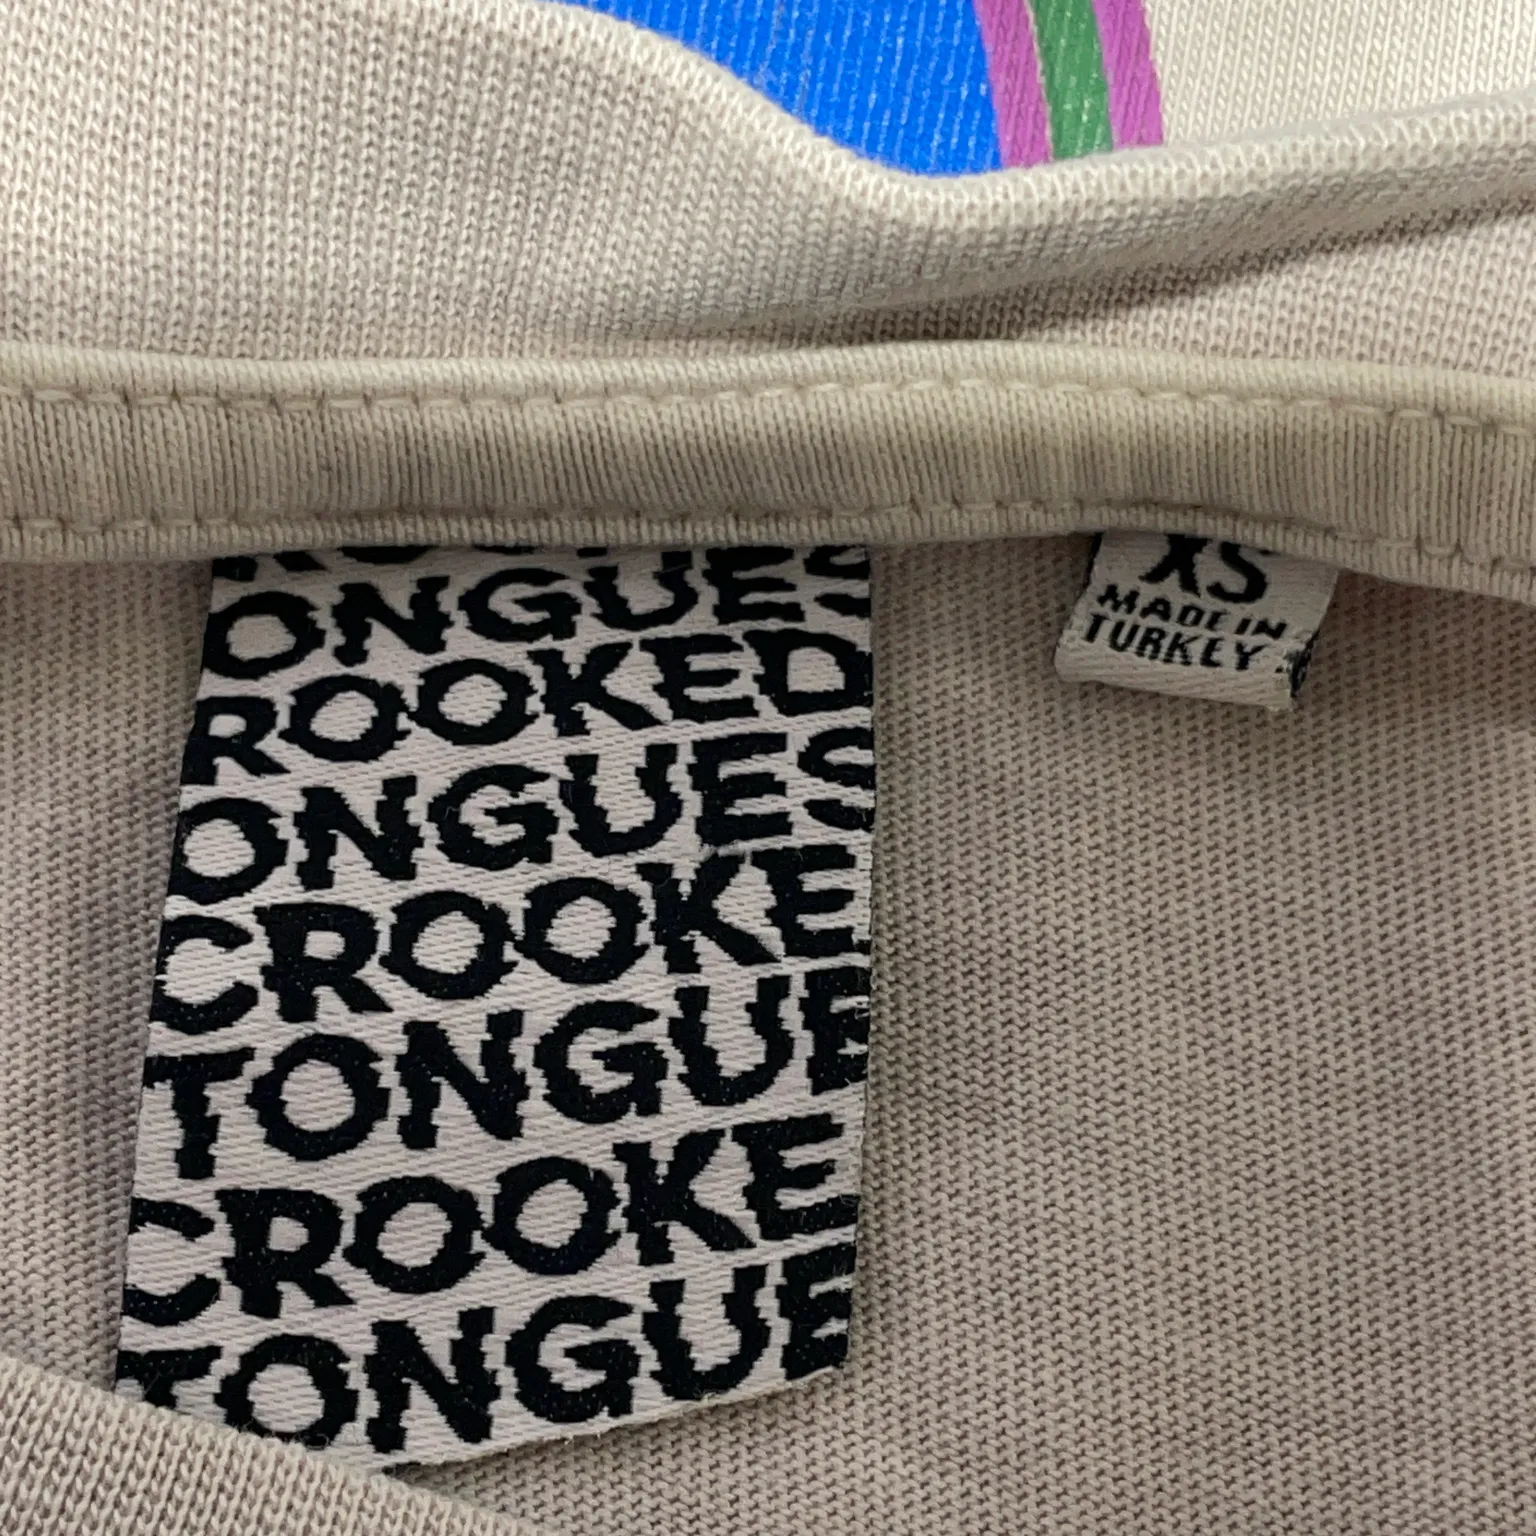 ONGUES
ROOKED
ONGUES
CROOKE
TONGUE
CROOKE
TONGUE
XS
MADE IN
TURKEY